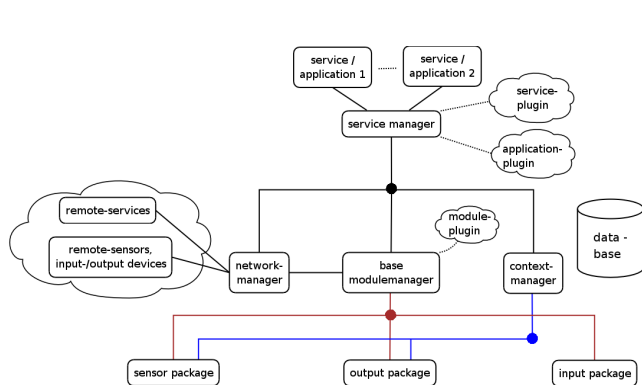 service /
application 1
service /
application 2
service-
plugin
service manager
application-
plugin
remote-services
module-
plugin
remote-sensors,
input-/output devices
data -
base
network-
manager
base
modulemanager
context-
manager
sensor package
output package
input package